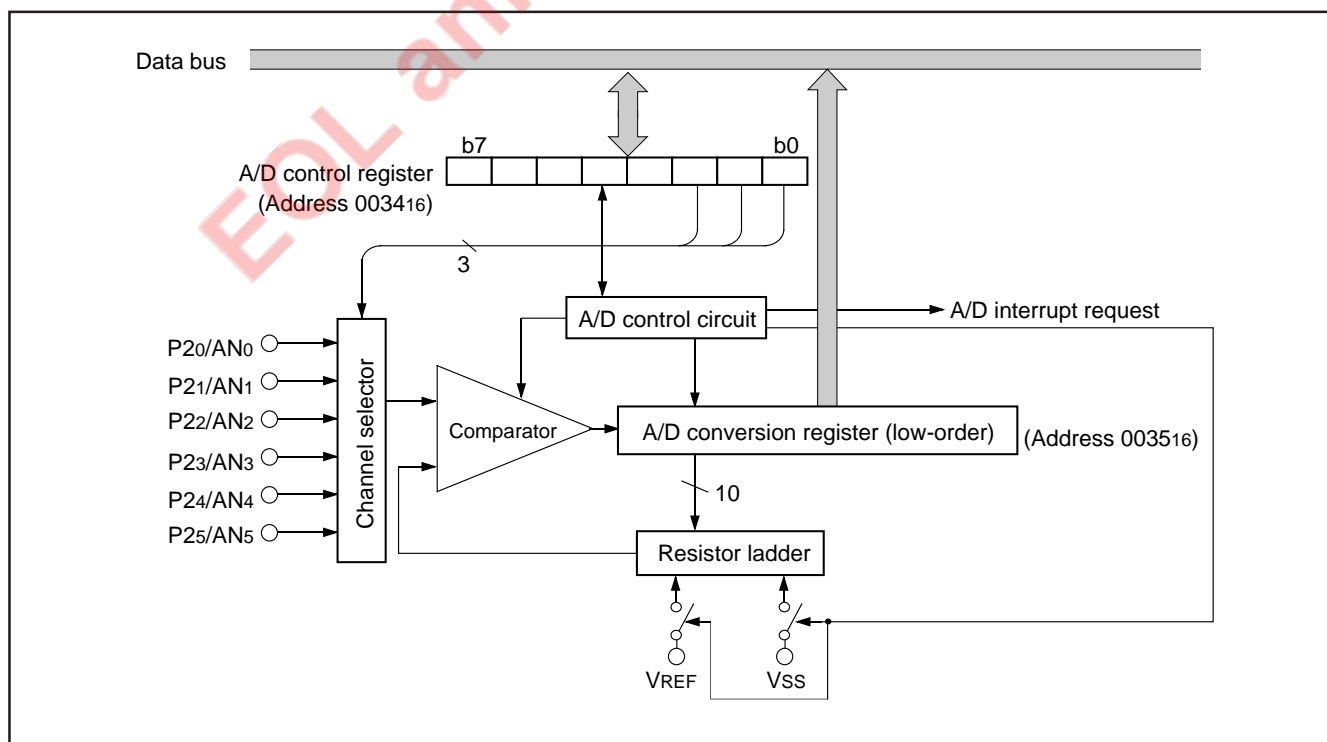 EOL an
Data bus
b7 b0
A/D control register
(Address 003416)
3
A/D control circuit
A/D interrupt request
P20/AN0
P21/AN1
P22/AN2
P23/AN3
P24/AN4
P25/AN5
Channel selector
Comparator
A/D conversion register (low-order)
(Address 003516)
10
Resistor ladder
VREF
VSS